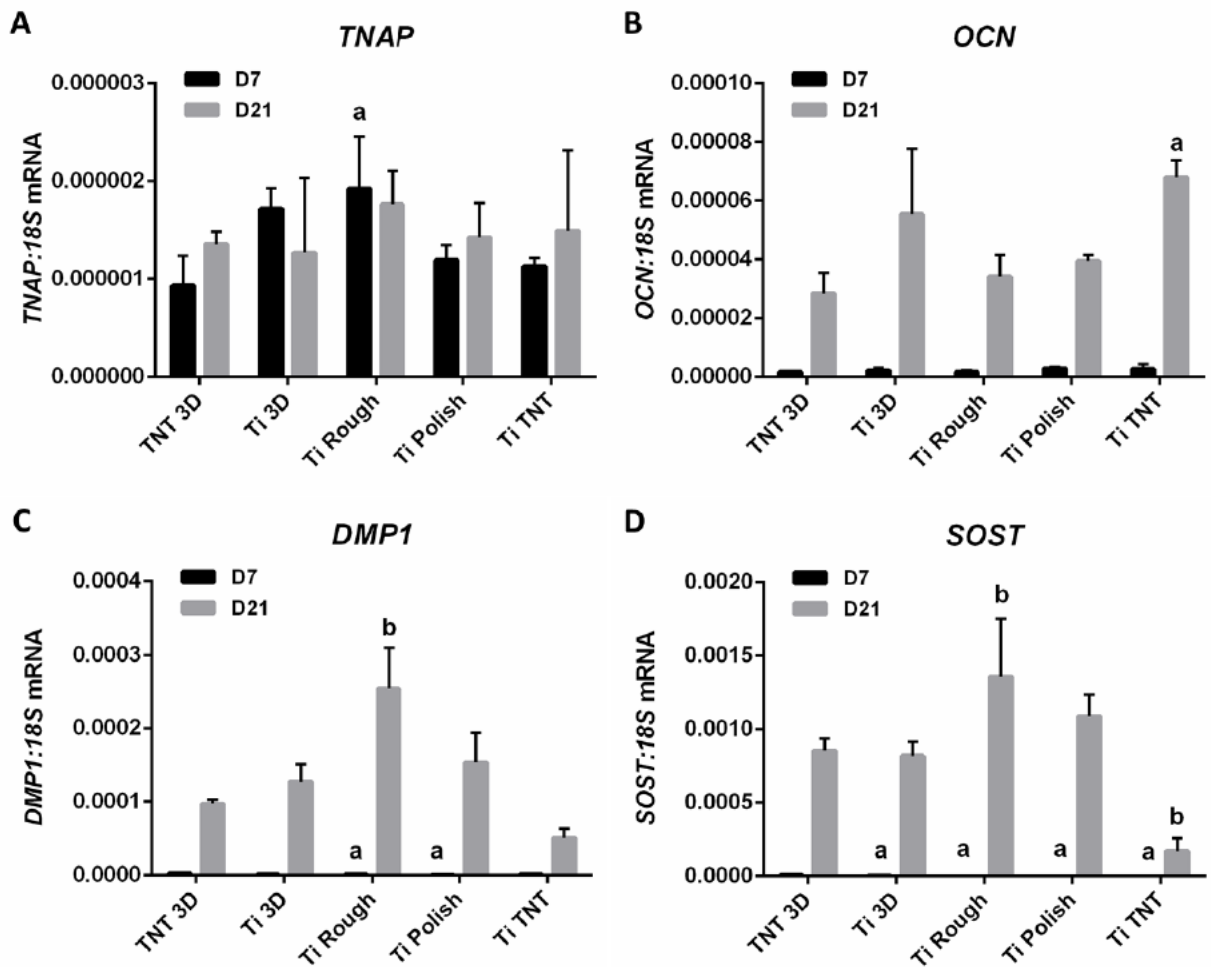 A
TNAP
D7
D21
a
0.000003
0.000002
0.000001
0.000000
TNAP:18S mRNA
TNT 3D
Ti 3D
Ti Rough
Ti Polish
Ti TNT
B
OCN
D7
D21
a
0.00010
0.00008
0.00006
0.00004
0.00002
0.00000
OCN:18S mRNA
TNT 3D
Ti 3D
Ti Rough
Ti Polish
Ti TNT
C
DMP1
D7
D21
b
a
a
0.0004
0.0003
0.0002
0.0001
0.0000
DMP1:18S mRNA
TNT 3D
Ti 3D
Ti Rough
Ti Polish
Ti TNT
D
SOST
D7
D21
b
b
a
a
a
a
0.0020
0.0015
0.0010
0.0005
0.0000
SOST:18S mRNA
TNT 3D
Ti 3D
Ti Rough
Ti Polish
Ti TNT